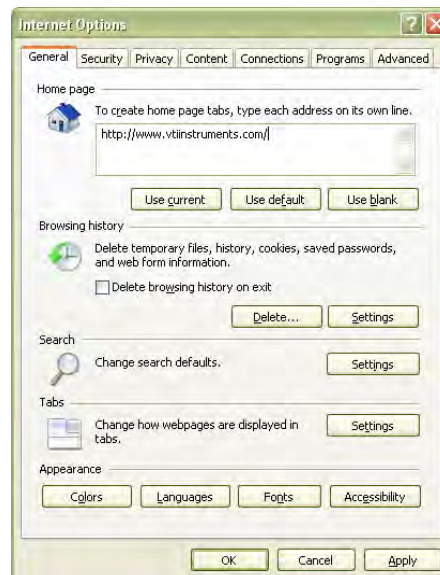 Internet Options
General Security Privacy Content Connections Programs Advanced
Home page
To create home page tabs, type each address on its own line.
http://www.vtiinstruments.com/
Use current Use default Use blank
Browsing history
Delete temporary files, history, cookies, saved passwords,
and web form information.
Delete browsing history on exit
Delete... Settings
Search
Change search defaults. Settings
Tabs
Change how webpages are displayed in
tabs. Settings
Appearance
Colors Languages Fonts Accessibility
OK Cancel Apply